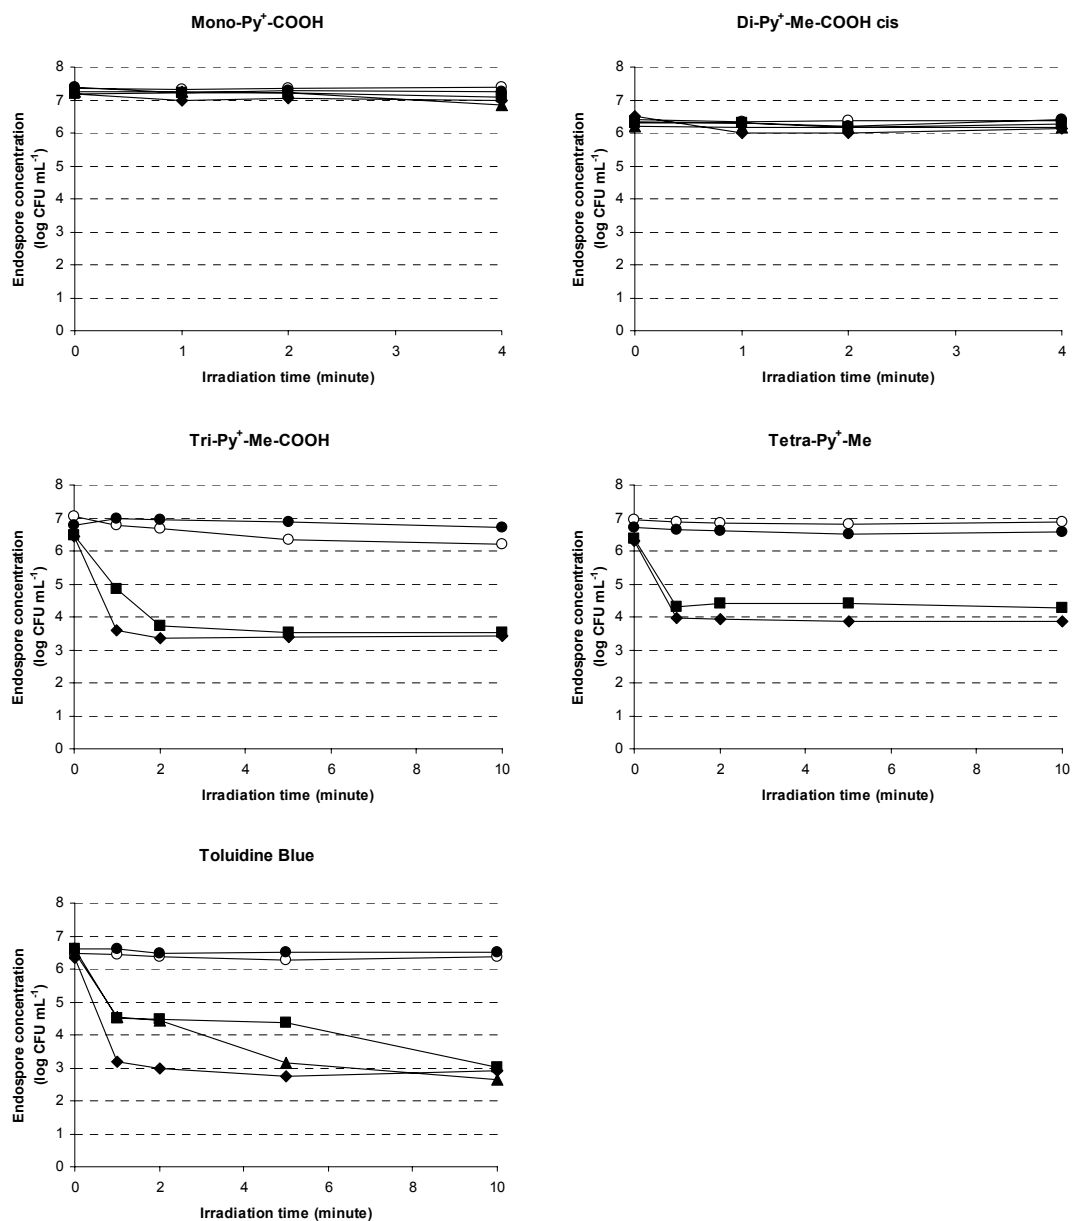 Mono-Py⁺-COOH
8
7
6
5
4
3
2
1
0
0 1 2 3 4
Endospore concentration
(log CFU mL⁻¹)
Irradiation time (minute)
Di-Py⁺-Me-COOH cis
8
7
6
5
4
3
2
1
0
0 1 2 3 4
Endospore concentration
(log CFU mL⁻¹)
Irradiation time (minute)
Tri-Py⁺-Me-COOH
8
7
6
5
4
3
2
1
0
0 2 4 6 8 10
Endospore concentration
(log CFU mL⁻¹)
Irradiation time (minute)
Tetra-Py⁺-Me
8
7
6
5
4
3
2
1
0
0 2 4 6 8 10
Endospore concentration
(log CFU mL⁻¹)
Irradiation time (minute)
Toluidine Blue
8
7
6
5
4
3
2
1
0
0 2 4 6 8 10
Endospore concentration
(log CFU mL⁻¹)
Irradiation time (minute)